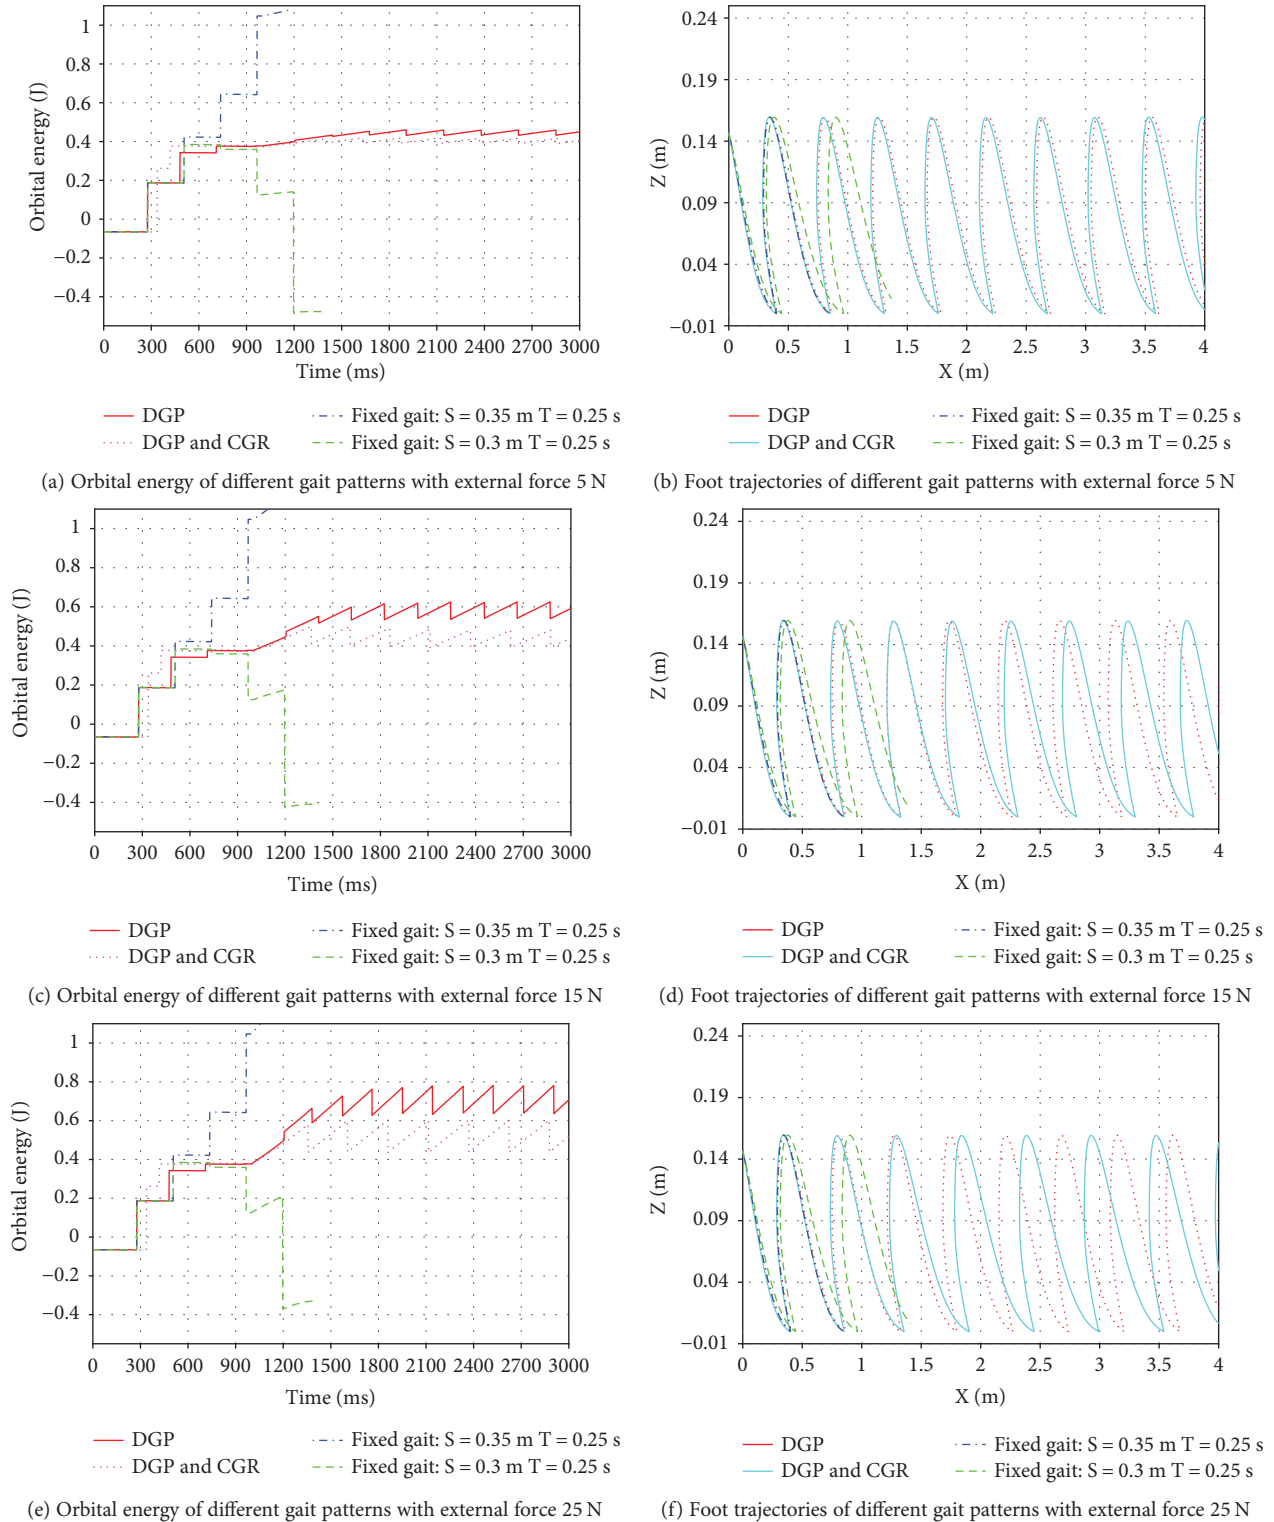 1
0.8
0.6
0.4
0.2
0
−0.2
−0.4
Orbital energy (J)
0 300 600 900 1200 1500 1800 2100 2400 2700 3000
Time (ms)
DGP
DGP and CGR
Fixed gait: S = 0.35 m T = 0.25 s
Fixed gait: S = 0.3 m T = 0.25 s
(a) Orbital energy of different gait patterns with external force 5 N
0.24
0.19
0.14
0.09
0.04
−0.01
Z (m)
0 0.5 1 1.5 2 2.5 3 3.5 4
X (m)
DGP
DGP and CGR
Fixed gait: S = 0.35 m T = 0.25 s
Fixed gait: S = 0.3 m T = 0.25 s
(b) Foot trajectories of different gait patterns with external force 5 N
1
0.8
0.6
0.4
0.2
0
−0.2
−0.4
Orbital energy (J)
0 300 600 900 1200 1500 1800 2100 2400 2700 3000
Time (ms)
DGP
DGP and CGR
Fixed gait: S = 0.35 m T = 0.25 s
Fixed gait: S = 0.3 m T = 0.25 s
(c) Orbital energy of different gait patterns with external force 15 N
0.24
0.19
0.14
0.09
0.04
−0.01
Z (m)
0 0.5 1 1.5 2 2.5 3 3.5 4
X (m)
DGP
DGP and CGR
Fixed gait: S = 0.35 m T = 0.25 s
Fixed gait: S = 0.3 m T = 0.25 s
(d) Foot trajectories of different gait patterns with external force 15 N
1
0.8
0.6
0.4
0.2
0
−0.2
−0.4
Orbital energy (J)
0 300 600 900 1200 1500 1800 2100 2400 2700 3000
Time (ms)
DGP
DGP and CGR
Fixed gait: S = 0.35 m T = 0.25 s
Fixed gait: S = 0.3 m T = 0.25 s
(e) Orbital energy of different gait patterns with external force 25 N
0.24
0.19
0.14
0.09
0.04
−0.01
Z (m)
0 0.5 1 1.5 2 2.5 3 3.5 4
X (m)
DGP
DGP and CGR
Fixed gait: S = 0.35 m T = 0.25 s
Fixed gait: S = 0.3 m T = 0.25 s
(f) Foot trajectories of different gait patterns with external force 25 N